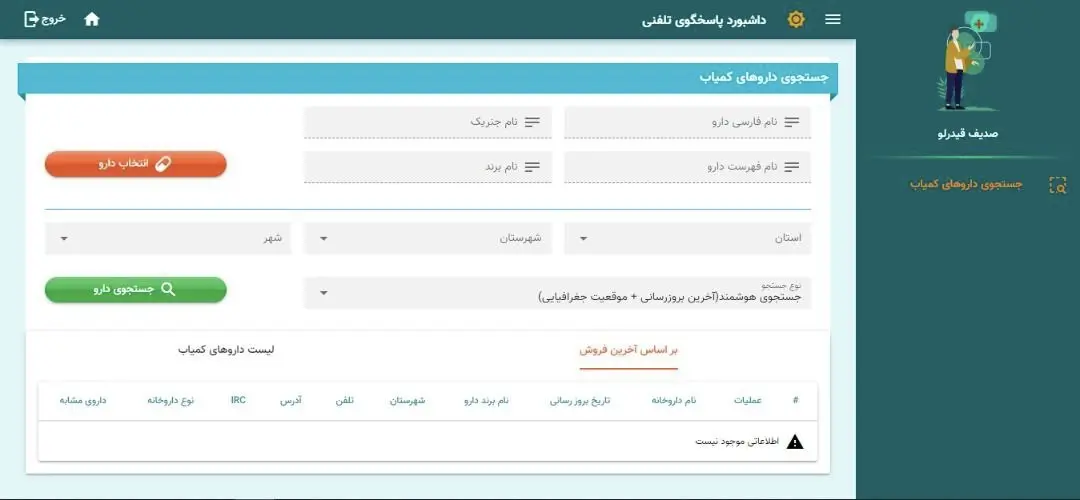 داشبورد پاسخگوی تلفنی
خروج
صدیف قیدرلو
جستجوی داروهای کمیاب
جستجوی داروهای کمیاب
نام فارسی دارو
نام جنریک
نام فهرست دارو
نام برند
انتخاب دارو
استان
شهرستان
شهر
نوع جستجو
جستجوی هوشمند(آخرین بروزرسانی + موقعیت جغرافیایی)
جستجوی دارو
بر اساس آخرین فروش
لیست داروهای کمیاب
# عملیات نام داروخانه تاریخ بروز رسانی نام برند دارو شهرستان تلفن آدرس IRC نوع داروخانه داروی مشابه
اطلاعاتی موجود نیست